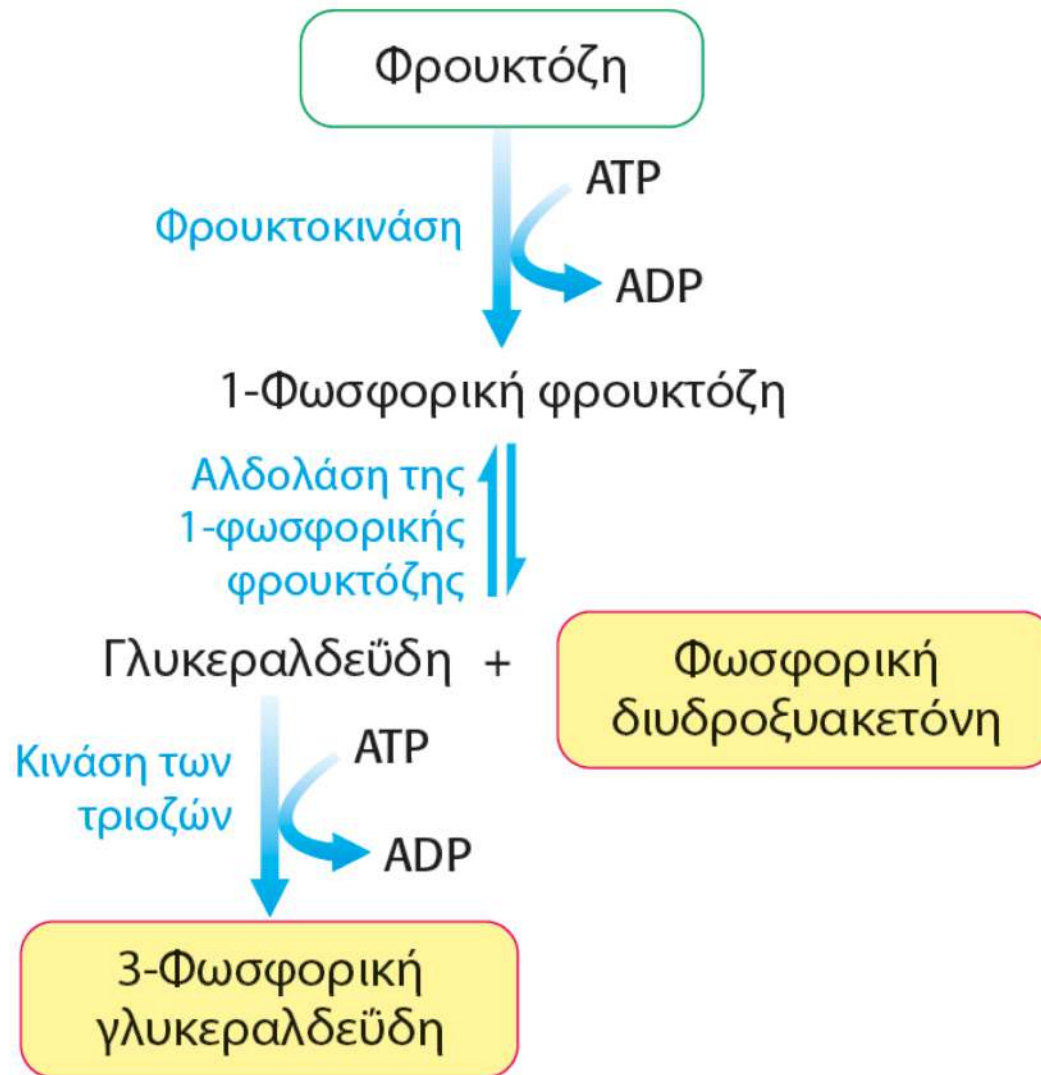 Φρουκτόζη
ATP
Φρουκτοκινάση
ADP
1-Φωσφορική φρουκτόζη
Αλδολάση της
1-φωσφορικής
φρουκτόζης
Γλυκεραλδεΰδη +
Φωσφορική
διυδροξυακετόνη
ATP
Κινάση των
τριοζών
ADP
3-Φωσφορική
γλυκεραλδεΰδη